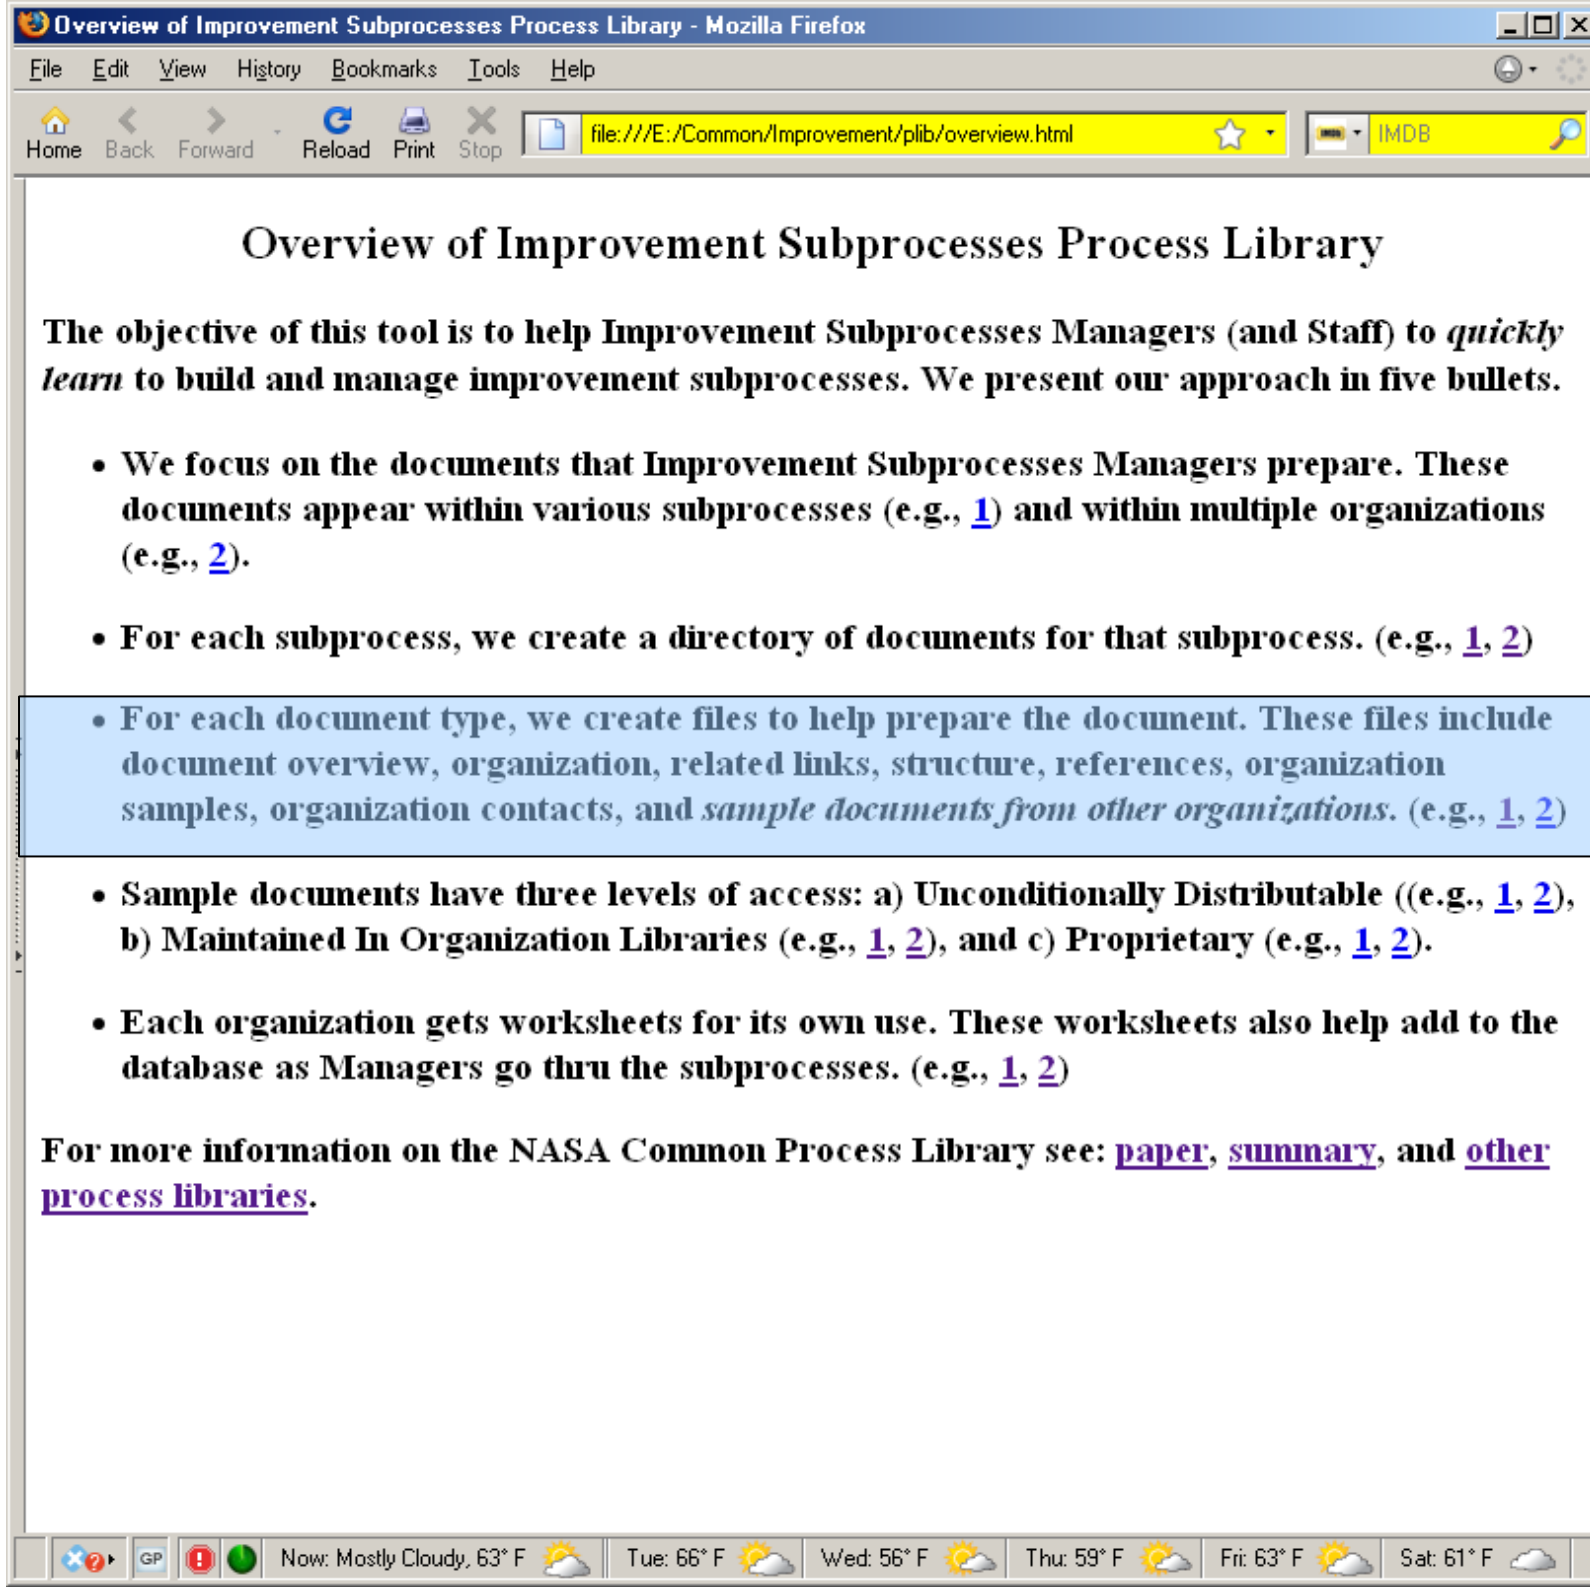 Overview of Improvement Subprocesses Process Library - Mozilla Firefox
File Edit View History Bookmarks Tools Help
Home Back Forward Reload Print Stop file:///E:/Common/Improvement/plib/overview.html IMDB
Overview of Improvement Subprocesses Process Library
The objective of this tool is to help Improvement Subprocesses Managers (and Staff) to quickly
learn to build and manage improvement subprocesses. We present our approach in five bullets.
• We focus on the documents that Improvement Subprocesses Managers prepare. These
documents appear within various subprocesses (e.g., 1) and within multiple organizations
(e.g., 2).
• For each subprocess, we create a directory of documents for that subprocess. (e.g., 1, 2)
• For each document type, we create files to help prepare the document. These files include
document overview, organization, related links, structure, references, organization
samples, organization contacts, and sample documents from other organizations. (e.g., 1, 2)
• Sample documents have three levels of access: a) Unconditionally Distributable ((e.g., 1, 2),
b) Maintained In Organization Libraries (e.g., 1, 2), and c) Proprietary (e.g., 1, 2).
• Each organization gets worksheets for its own use. These worksheets also help add to the
database as Managers go thru the subprocesses. (e.g., 1, 2)
For more information on the NASA Common Process Library see: paper, summary, and other
process libraries.
GP Now: Mostly Cloudy, 63° F Tue: 66° F Wed: 56° F Thu: 59° F Fri: 63° F Sat: 61° F